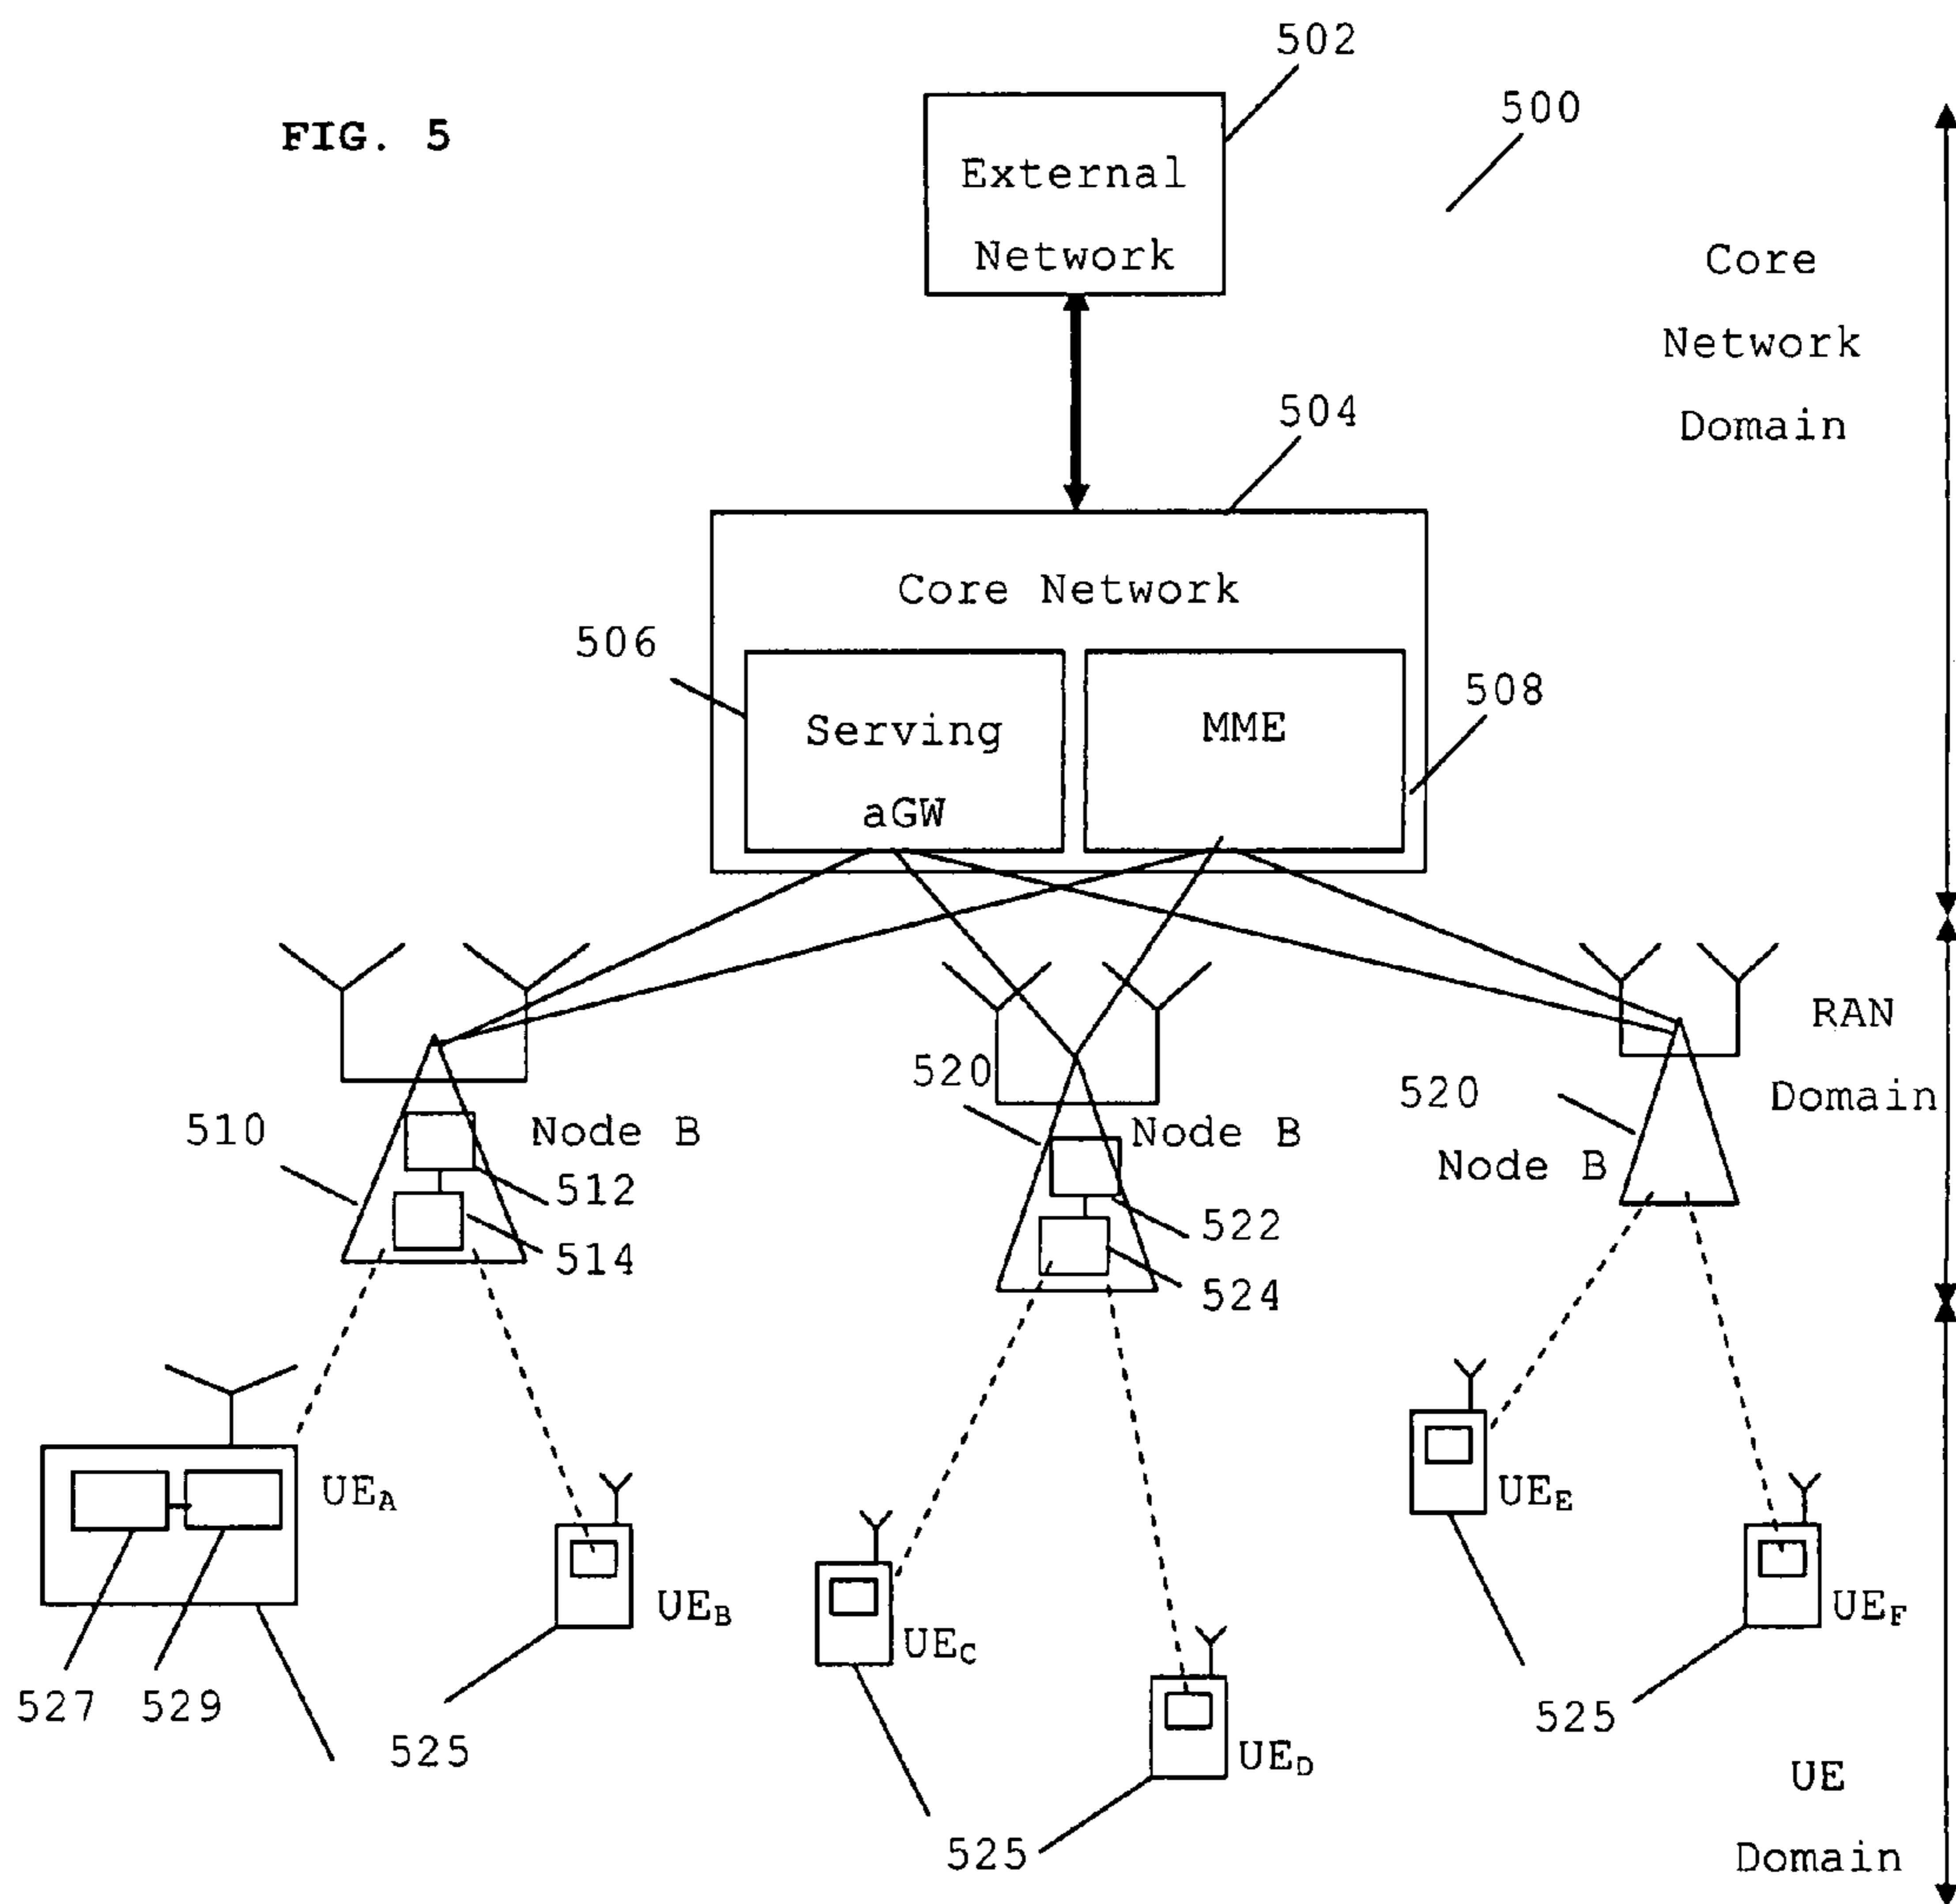 502
FIG. 5
500
External
Network
Core
Network
Domain
504
Core Network
506
508
Serving
aGW
MME
RAN
Domain
520
520
510
Node B
Node B
Node B
512
522
514
524
UEA
UEE
UEB
UEC
UEF
527
529
525
525
UED
525
UE
Domain